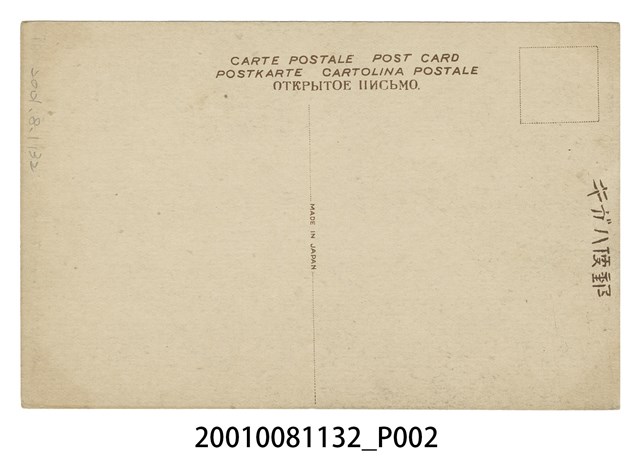 CARTE POSTALE POST CARD
POSTKARTE CARTOLINA POSTALE
ОТКРЫТОЕ ПИСЬМО.
2001.8.1132
MADE IN JAPAN
郵便ハガキ
20010081132_P002